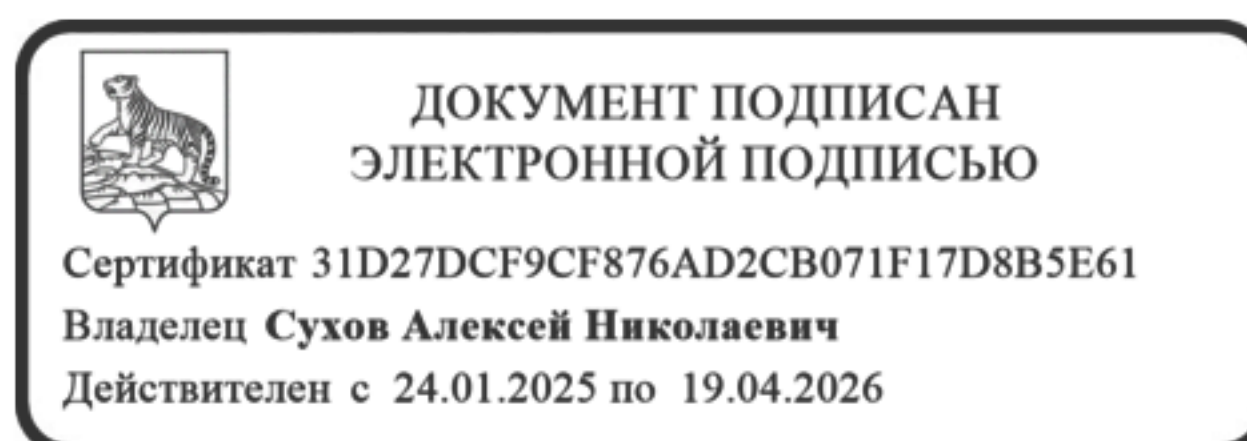 ДОКУМЕНТ ПОДПИСАН
ЭЛЕКТРОННОЙ ПОДПИСЬЮ
Сертификат 31D27DCF9CF876AD2CB071F17D8B5E61
Владелец Сухов Алексей Николаевич
Действителен с 24.01.2025 по 19.04.2026